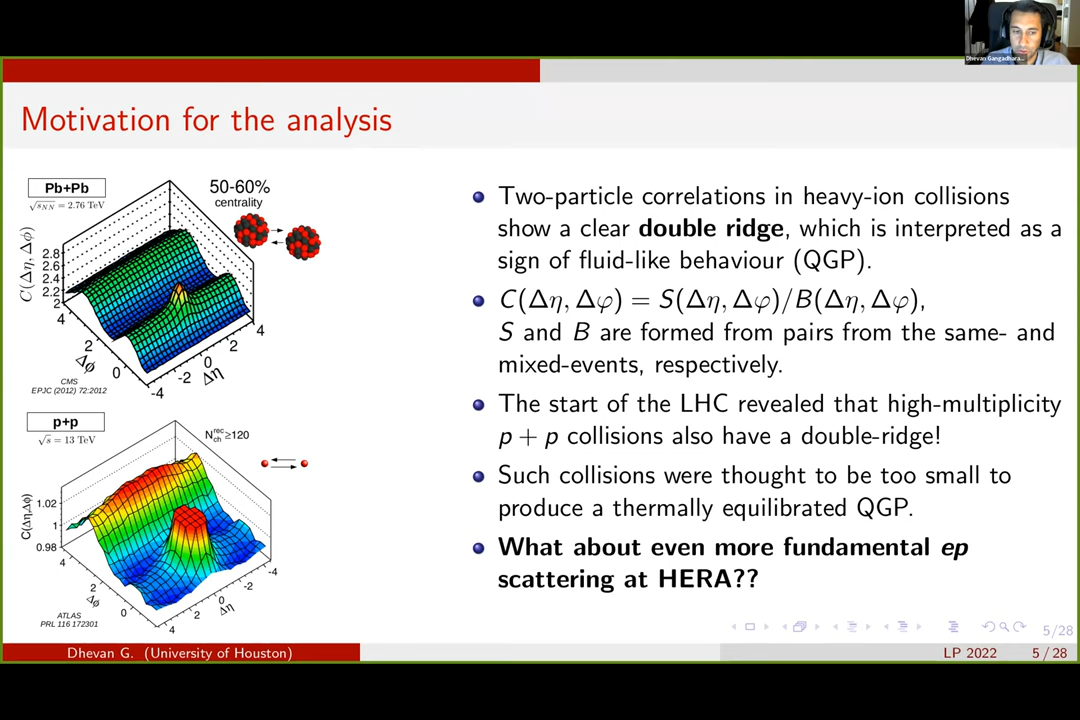 Dhevan Gangadhara...
Motivation for the analysis
Pb+Pb
√sNN = 2.76 TeV
50-60%
centrality
C(Δη, Δϕ)
2.8
2.6
2.4
2.2
2
4
2
0
Δϕ
-4
-2
0
2
4
Δη
CMS
EPJC (2012) 72:2012
p+p
√s = 13 TeV
N rec ch ≥120
C(Δη,Δϕ)
1.02
1
0.98
4
2
0
Δϕ
4
2
0
-2
-4
Δη
ATLAS
PRL 116 172301
Two-particle correlations in heavy-ion collisions
show a clear double ridge, which is interpreted as a
sign of fluid-like behaviour (QGP).
C(Δη, Δφ) = S(Δη, Δφ)/B(Δη, Δφ),
S and B are formed from pairs from the same- and
mixed-events, respectively.
The start of the LHC revealed that high-multiplicity
p + p collisions also have a double-ridge!
Such collisions were thought to be too small to
produce a thermally equilibrated QGP.
What about even more fundamental ep
scattering at HERA??
5/28
Dhevan G. (University of Houston)
LP 2022
5 / 28